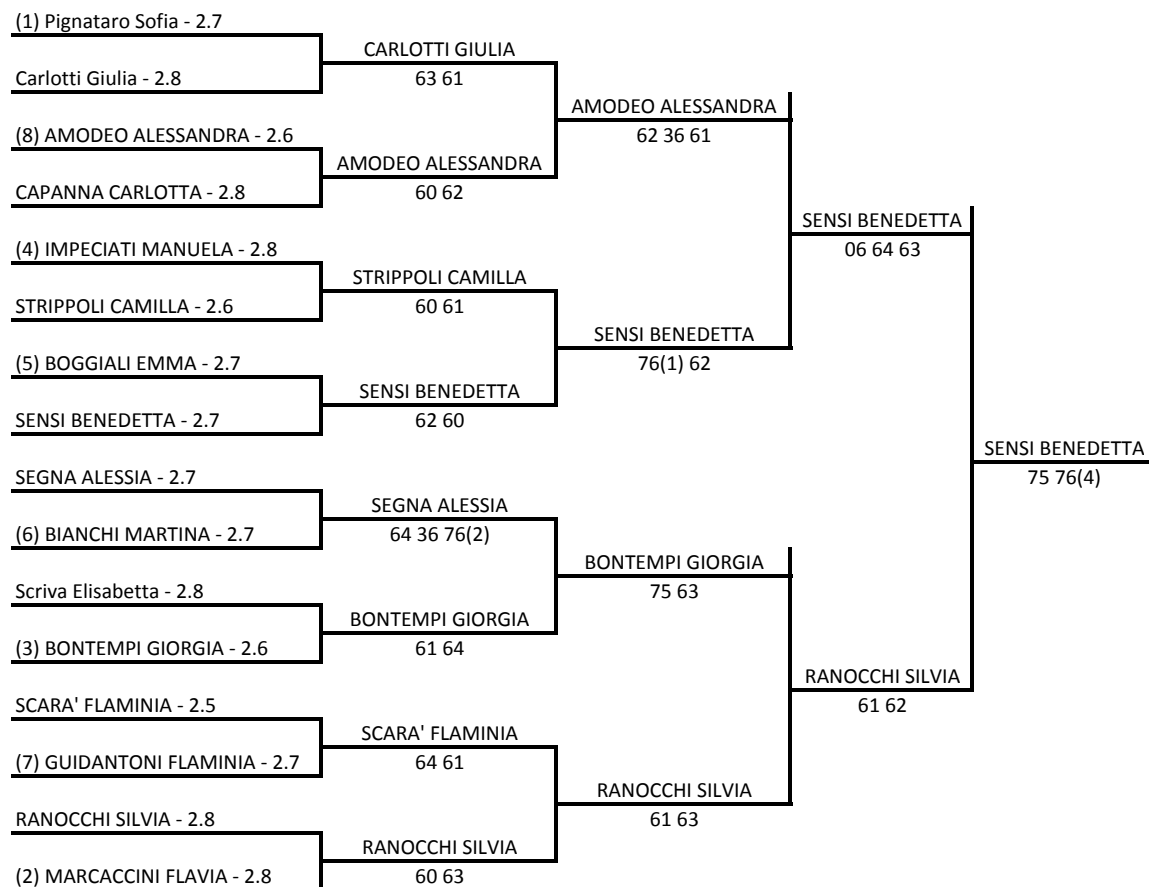 (1) Pignataro Sofia - 2.7
CARLOTTI GIULIA
63 61
Carlotti Giulia - 2.8
AMODEO ALESSANDRA
62 36 61
(8) AMODEO ALESSANDRA - 2.6
AMODEO ALESSANDRA
60 62
CAPANNA CARLOTTA - 2.8
SENSI BENEDETTA
06 64 63
(4) IMPECIATI MANUELA - 2.8
STRIPPOLI CAMILLA
60 61
STRIPPOLI CAMILLA - 2.6
SENSI BENEDETTA
76(1) 62
(5) BOGGIALI EMMA - 2.7
SENSI BENEDETTA
62 60
SENSI BENEDETTA - 2.7
SENSI BENEDETTA
75 76(4)
SEGNA ALESSIA - 2.7
SEGNA ALESSIA
64 36 76(2)
(6) BIANCHI MARTINA - 2.7
BONTEMPI GIORGIA
75 63
Scriva Elisabetta - 2.8
BONTEMPI GIORGIA
61 64
(3) BONTEMPI GIORGIA - 2.6
RANOCCHI SILVIA
61 62
SCARA' FLAMINIA - 2.5
SCARA' FLAMINIA
64 61
(7) GUIDANTONI FLAMINIA - 2.7
RANOCCHI SILVIA
61 63
RANOCCHI SILVIA - 2.8
RANOCCHI SILVIA
60 63
(2) MARCACCINI FLAVIA - 2.8